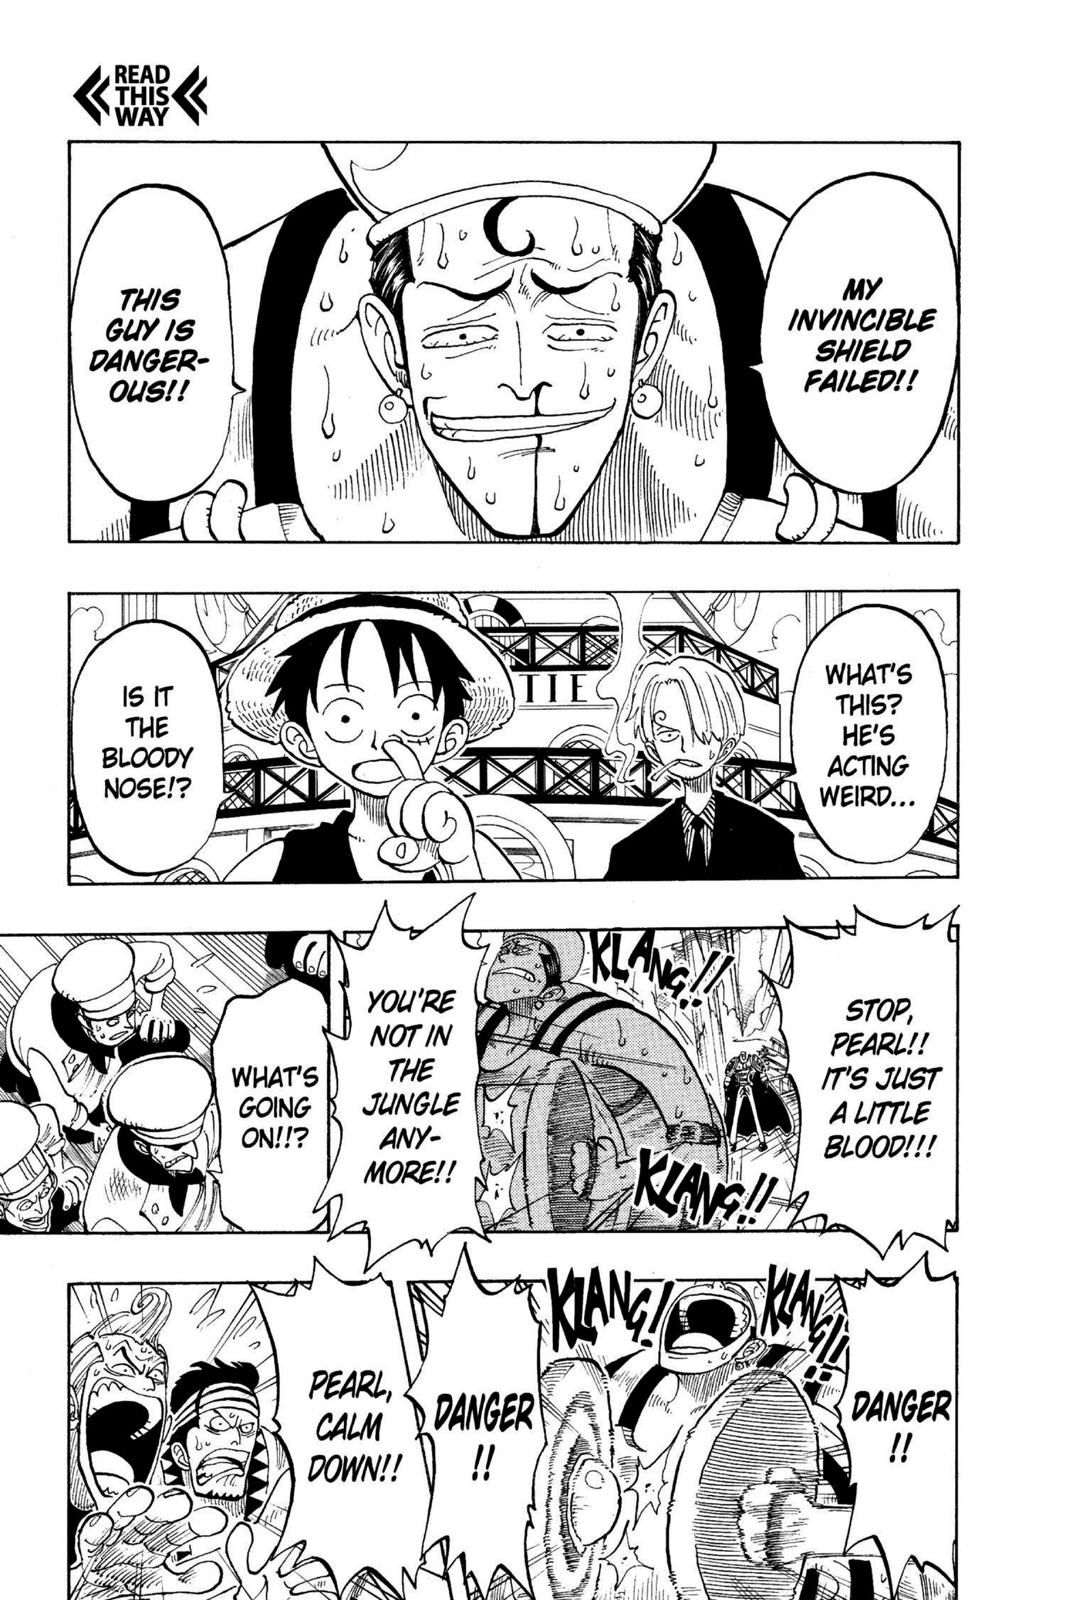 READ
THIS
WAY
MY
INVINCIBLE
SHIELD
FAILED!!
THIS
GUY IS
DANGER-
OUS!!
WHAT'S
THIS?
HE'S
ACTING
WEIRD...
TIE
IS IT
THE
BLOODY
NOSE!?
STOP,
PEARL!!
IT'S JUST
A LITTLE
BLOOD!!!
KLANG!!
KLANG!!
YOU'RE
NOT IN
THE
JUNGLE
ANY-
MORE!!
WHAT'S
GOING
ON!!?
DANGER
!!
KLANG!!
KLANG!
DANGER
!!
PEARL,
CALM
DOWN!!